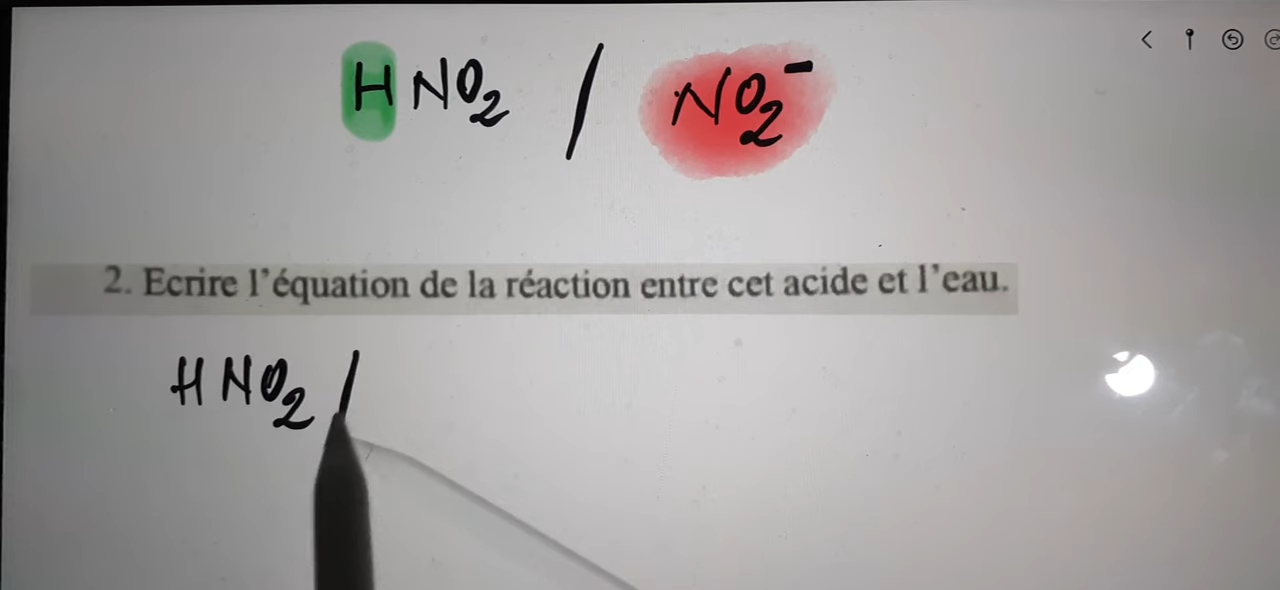 HNO₂ / NO₂⁻
2. Ecrire l'équation de la réaction entre cet acide et l'eau.
HNO₂ /